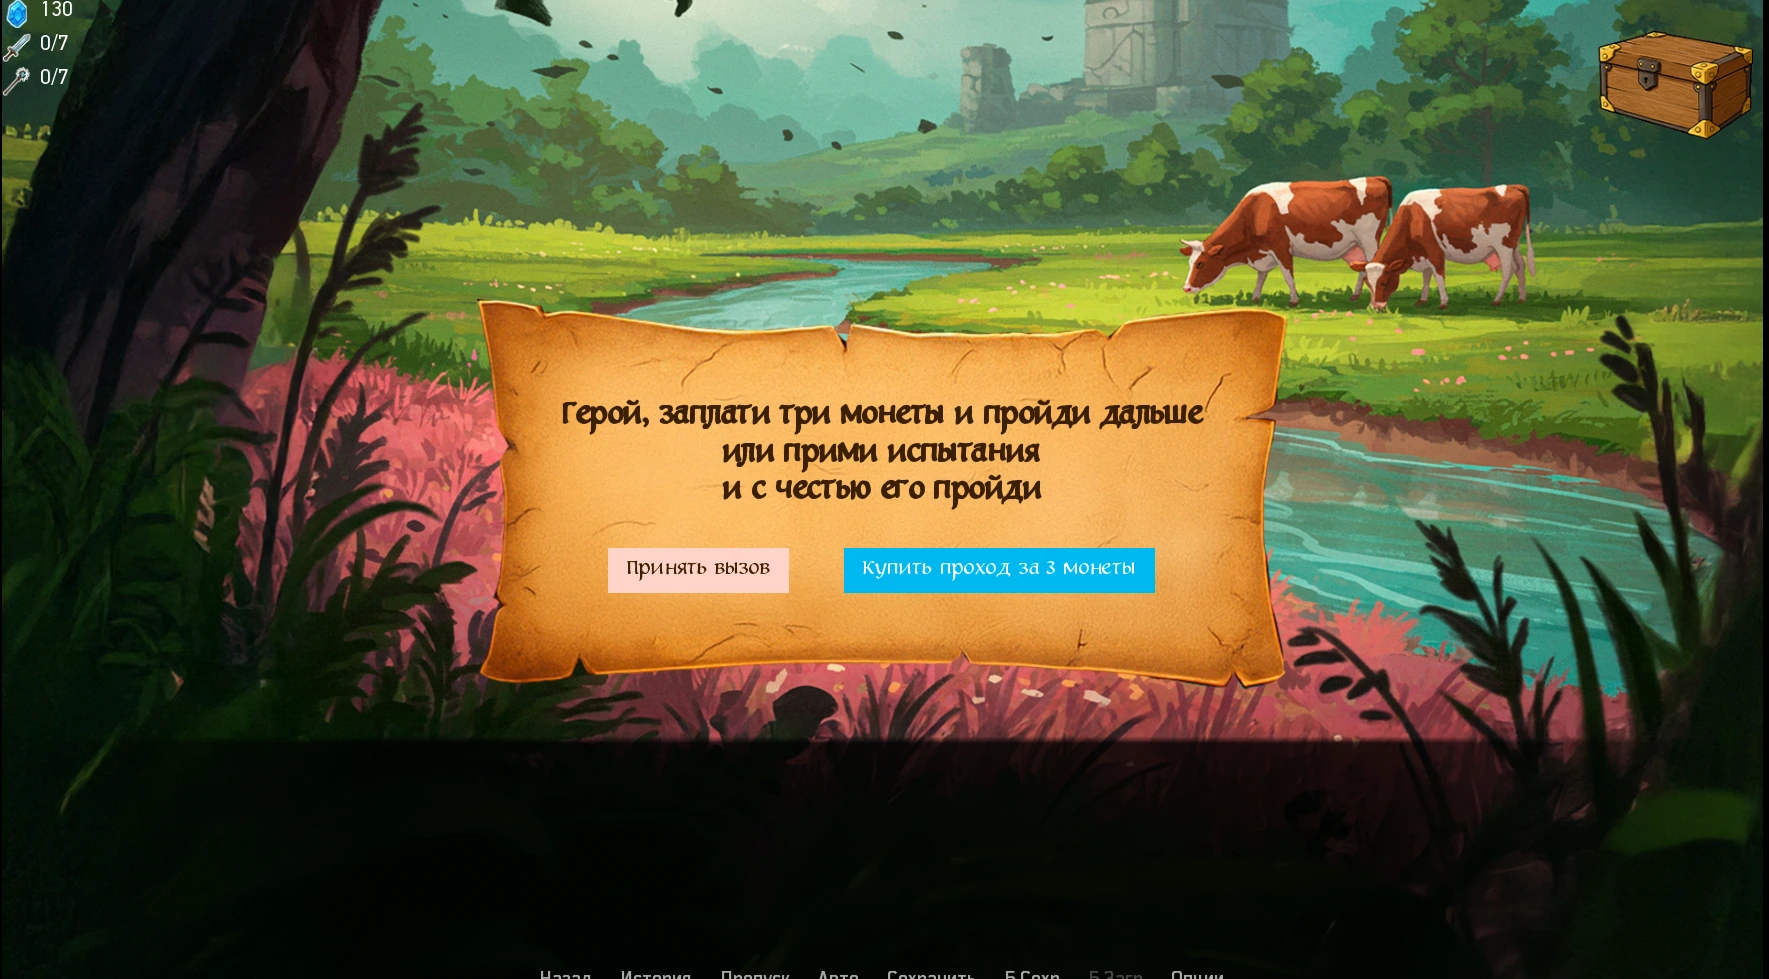 130
0/7
0/7
Герой, заплати три монеты и пройди дальше
или прими испытания
и с честью его пройди
Принять вызов
Купить проход за 3 монеты
Назад История Пропуск Авто Сохранить Б.Сохр Б.Загр Опции